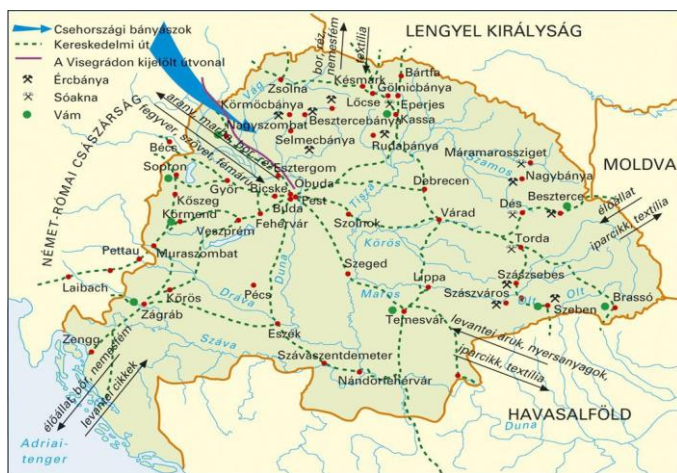 Csehországi bányászok
Kereskedelmi út
A Visegrádon kijelölt útvonal
Ércbánya
Sóakna
Vám
LENGYEL KIRÁLYSÁG
bor, réz,
nemesfém
textília
NÉMET-RÓMAI CSÁSZÁRSÁG
MOLDVA
HAVASALFÖLD
Adriai-
tenger
arany, marha, bor, réz
fegyver, szövet, fémáru
élőállat
iparcikk, textília
levantei áruk, nyersanyagok,
iparcikk, textília
élőállat, bor, nemesfém
levantei cikkek
Zsolna
Vág
Késmárk
Bártfa
Lőcse
Gölnicbánya
Eperjes
Kassa
Körmöcbánya
Besztercebánya
Nagyszombat
Selmecbánya
Rudabánya
Máramarossziget
Szamos
Nagybánya
Beszterce
Bécs
Sopron
Győr
Esztergom
Bicske
Óbuda
Pest
Buda
Tisza
Debrecen
Dés
Kőszeg
Körmend
Veszprém
Fehérvár
Szolnok
Várad
Körös
Torda
Pettau
Muraszombat
Laibach
Duna
Szeged
Lippa
Szászsebes
Maros
Szászváros
Olt
Olt
Szeben
Brassó
Pécs
Dráva
Kőrös
Zágráb
Temesvár
Zengg
Eszék
Száva
Szávaszentdemeter
Nándorfehérvár
Duna